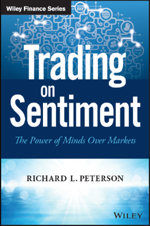 Wiley Finance Series
Trading
on
Sentiment
The Power of Minds Over Markets
RICHARD L. PETERSON
WILEY